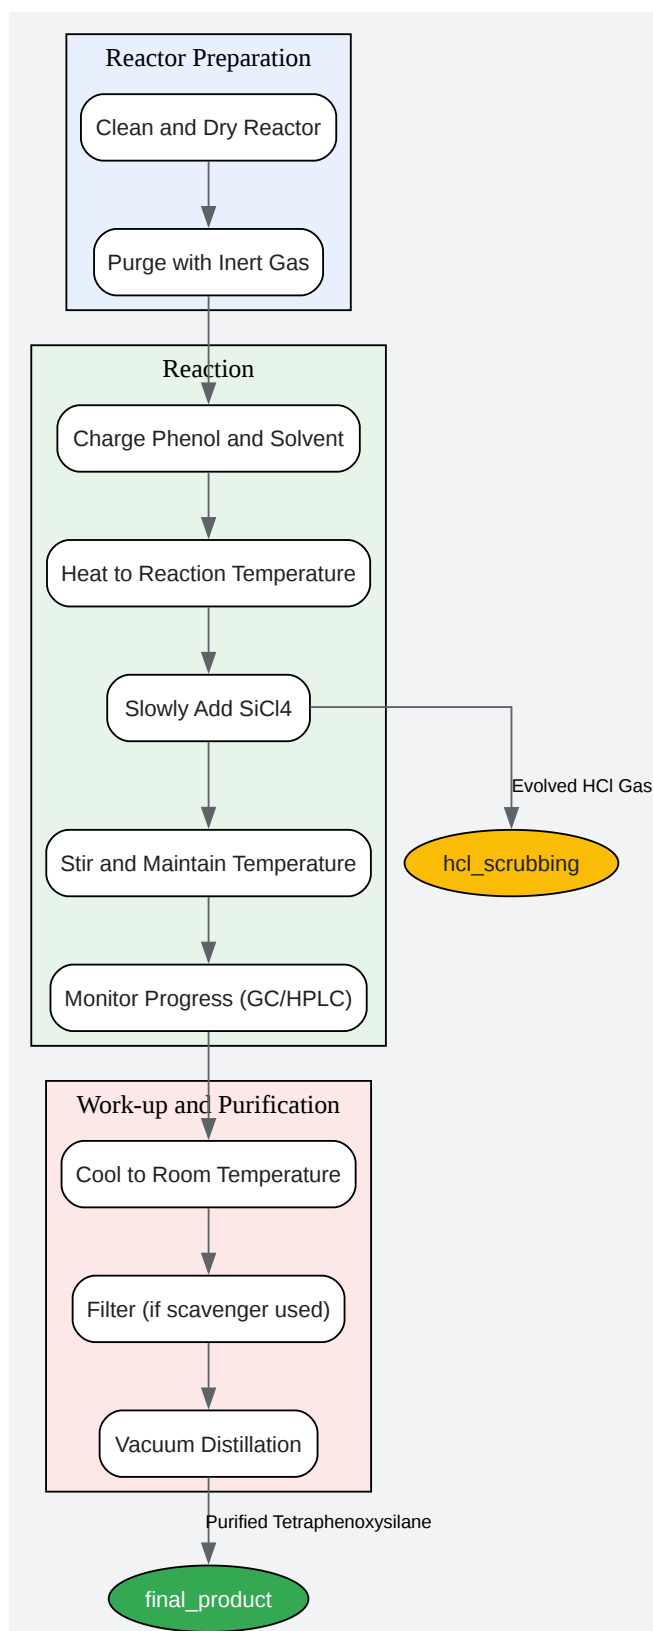 Reactor Preparation
Clean and Dry Reactor
Purge with Inert Gas
Reaction
Charge Phenol and Solvent
Heat to Reaction Temperature
Slowly Add SiCl4
Evolved HCl Gas
Stir and Maintain Temperature
hcl_scrubbing
Monitor Progress (GC/HPLC)
Work-up and Purification
Cool to Room Temperature
Filter (if scavenger used)
Vacuum Distillation
Purified Tetraphenoxysilane
final_product